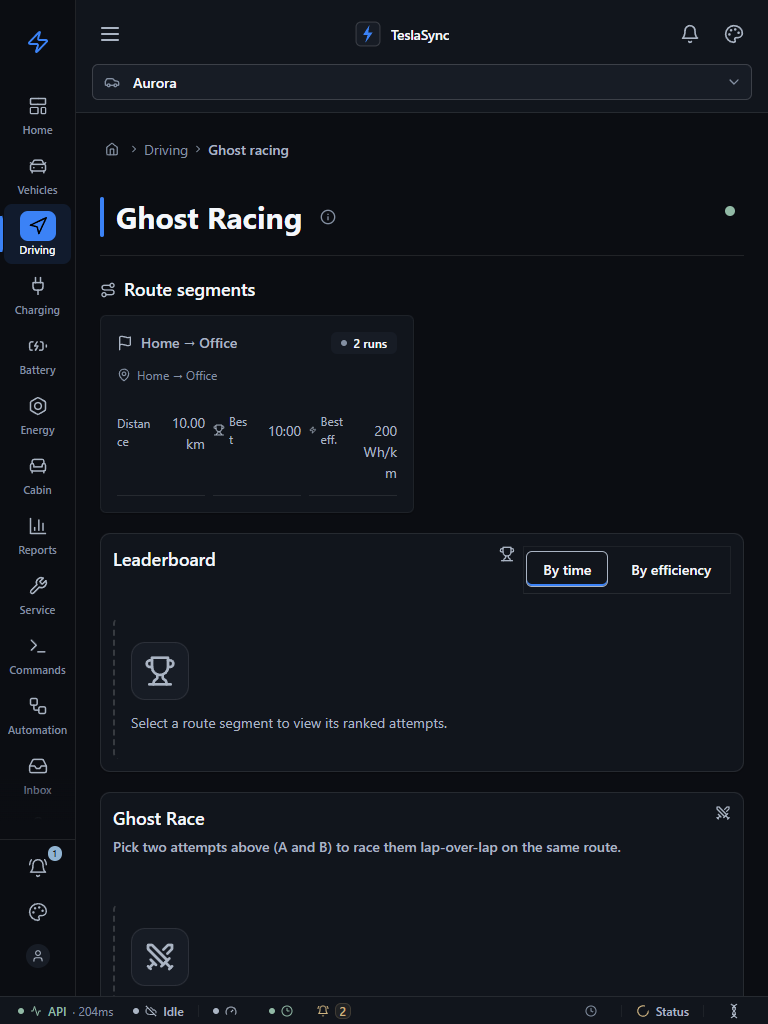 TeslaSync
Aurora
Home
Vehicles
Driving
Charging
Battery
Energy
Cabin
Reports
Service
Commands
Automation
Inbox
1
Driving > Ghost racing
Ghost Racing
Route segments
Home → Office
2 runs
Home → Office
Distan
ce
10.00
km
Bes
t
10:00
Best
eff.
200
Wh/k
m
Leaderboard
By time
By efficiency
Select a route segment to view its ranked attempts.
Ghost Race
Pick two attempts above (A and B) to race them lap-over-lap on the same route.
API · 204ms
Idle
2
Status